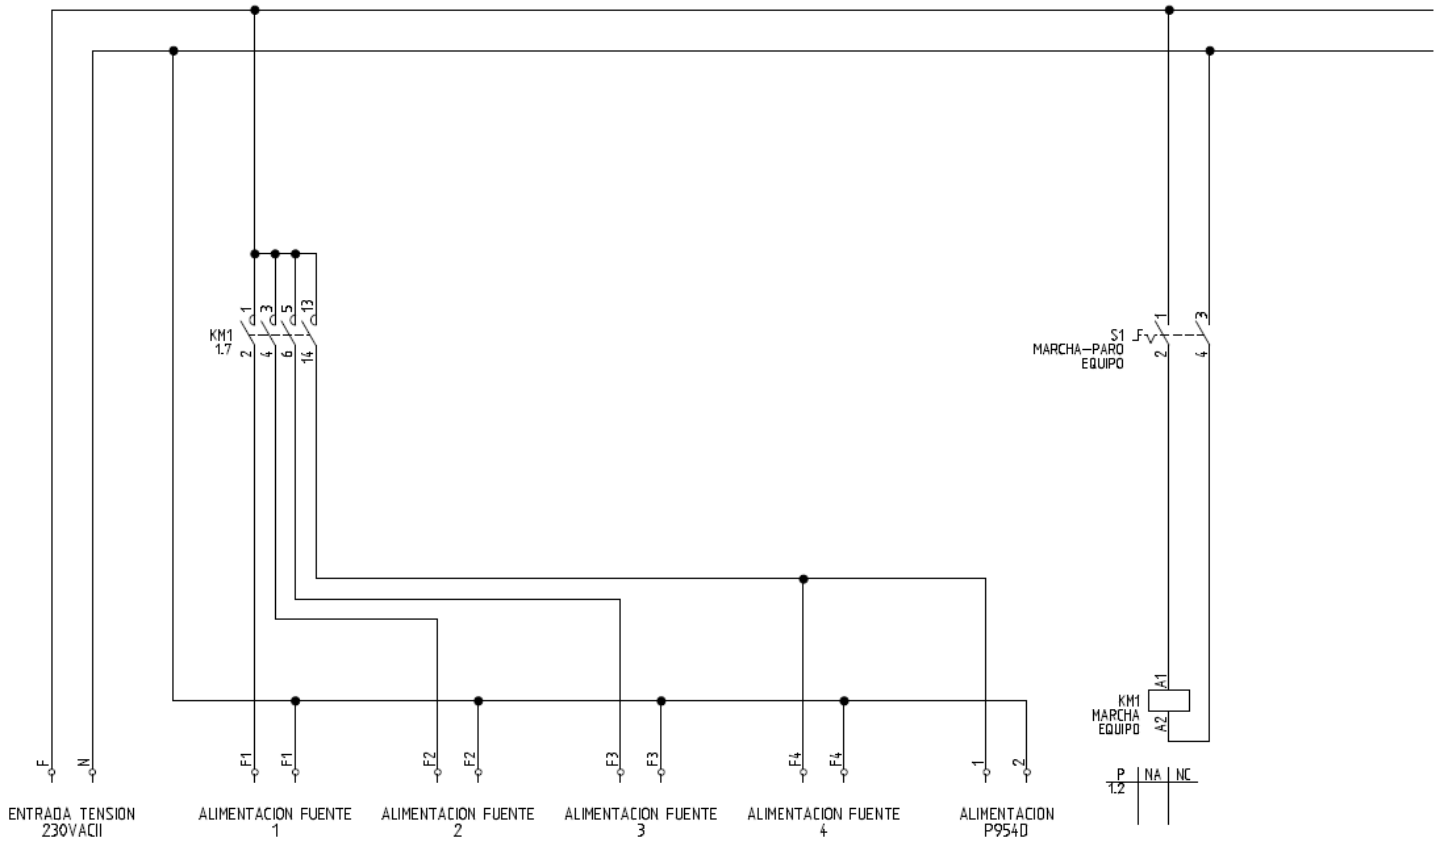 1
3
5
13
KM1
1.7
2
4
6
14
1
3
S1
MARCHA-PARO
EQUIPO
2
4
A1
KM1
MARCHA
EQUIPO
A2
F
N
F1
F1
F2
F2
F3
F3
F4
F4
1
2
P NA NC
1.2
ENTRADA TENSION
230VACII
ALIMENTACION FUENTE
1
ALIMENTACION FUENTE
2
ALIMENTACION FUENTE
3
ALIMENTACION FUENTE
4
ALIMENTACION
P954D